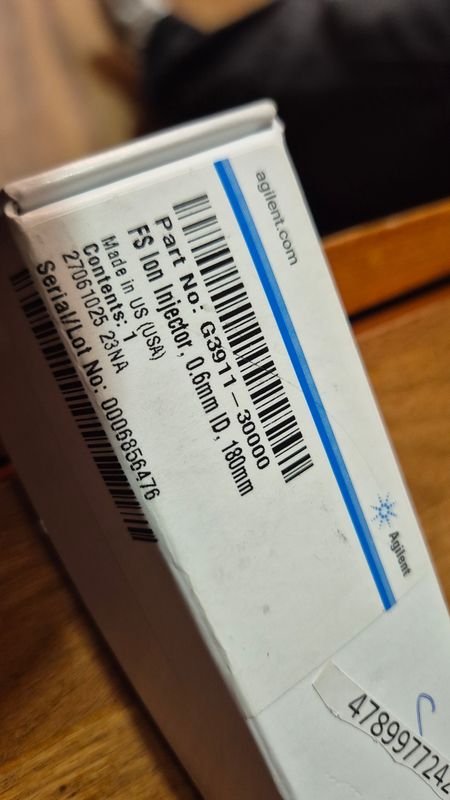 agilent.com
Part No: G3911-30000
FS Ion Injector, 0.6mm ID, 180mm
Made in US (USA)
Contents: 1
27061025 23NA
Serial/Lot No: 0006856476
Agilent